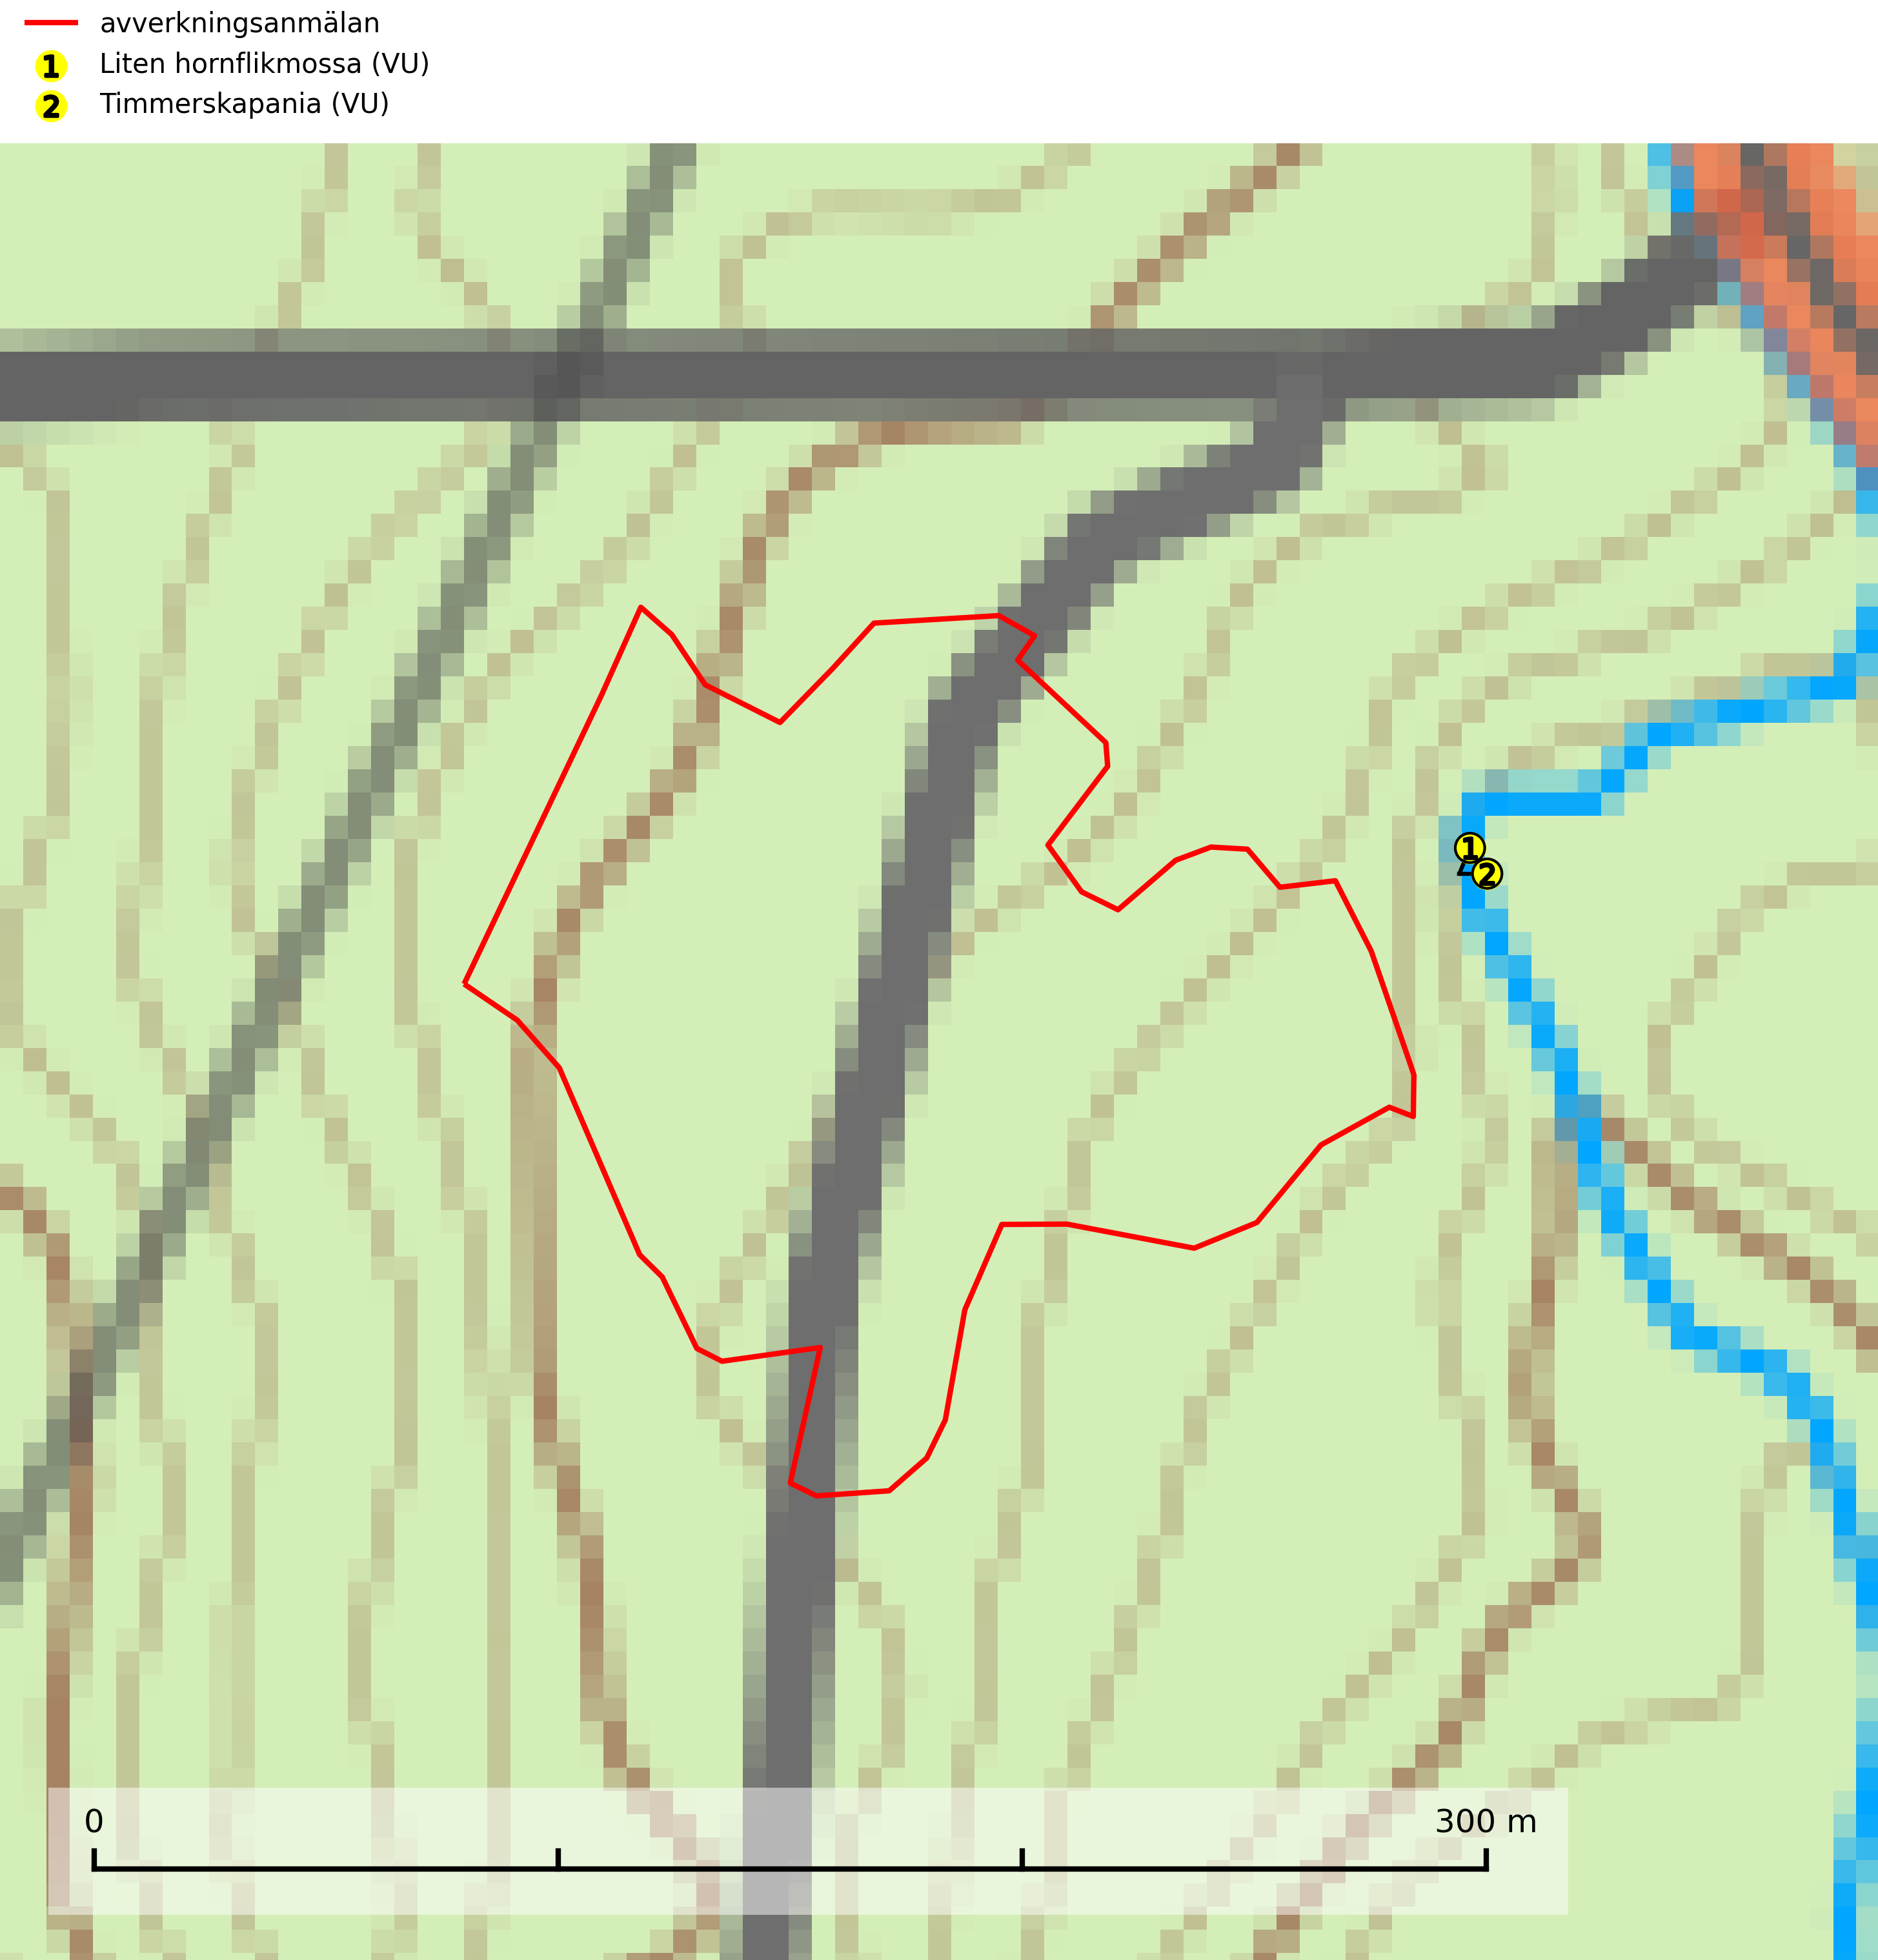 avverkningsanmälan
1 Liten hornflikmossa (VU)
2 Timmerskapania (VU)
1
2
0 300 m